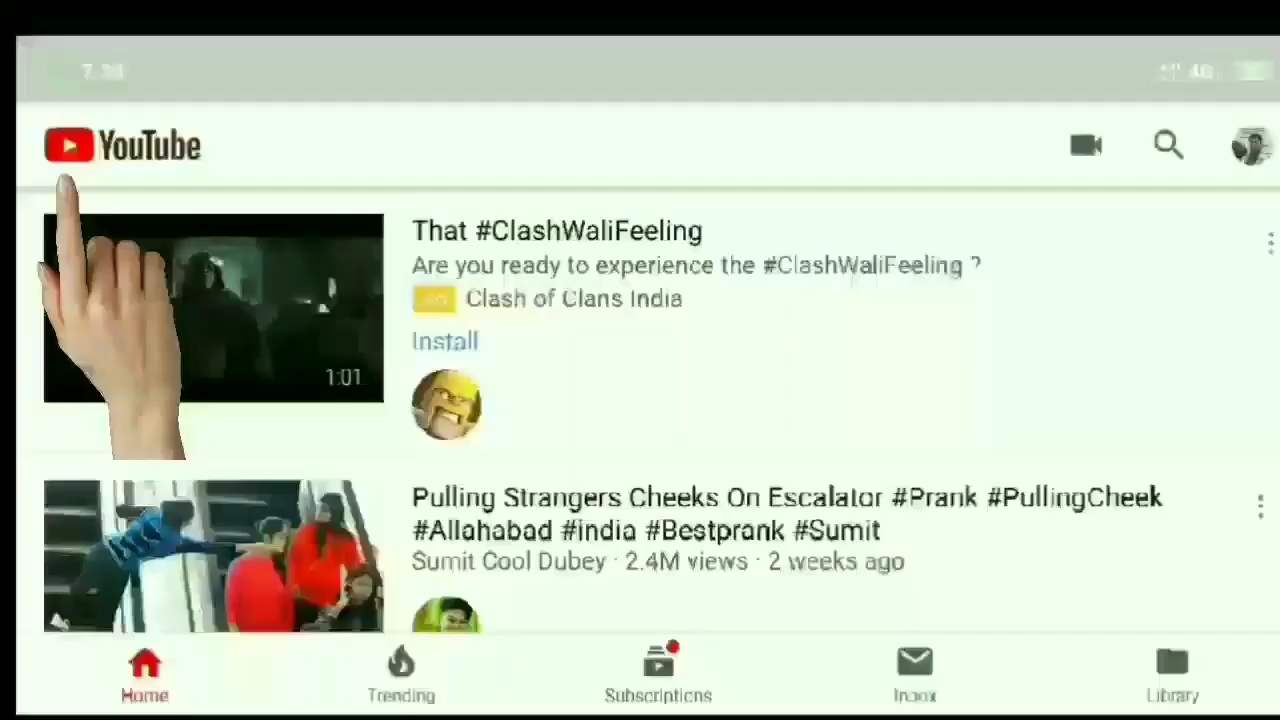 YouTube
That #ClashWaliFeeling
Are you ready to experience the #ClashWaliFeeling ?
Clash of Clans India
Install
1:01
Pulling Strangers Cheeks On Escalator #Prank #PullingCheek
#Allahabad #india #Bestprank #Sumit
Sumit Cool Dubey · 2.4M views · 2 weeks ago
Home
Trending
Subscriptions
Inbox
Library